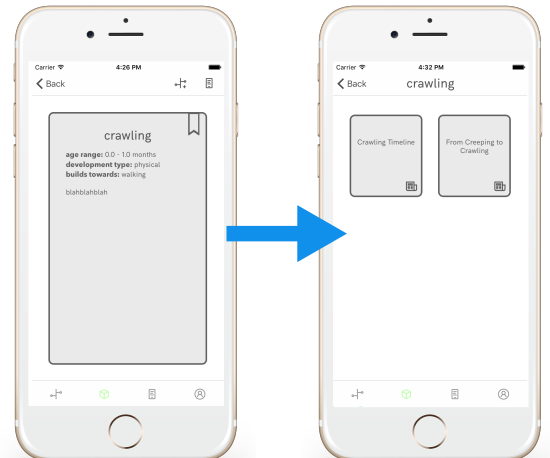 Carrier 4:26 PM
Back
crawling
age range: 0.0 - 1.0 months
development type: physical
builds towards: walking
blahblahblah
Carrier 4:32 PM
Back crawling
Crawling Timeline
From Creeping to
Crawling